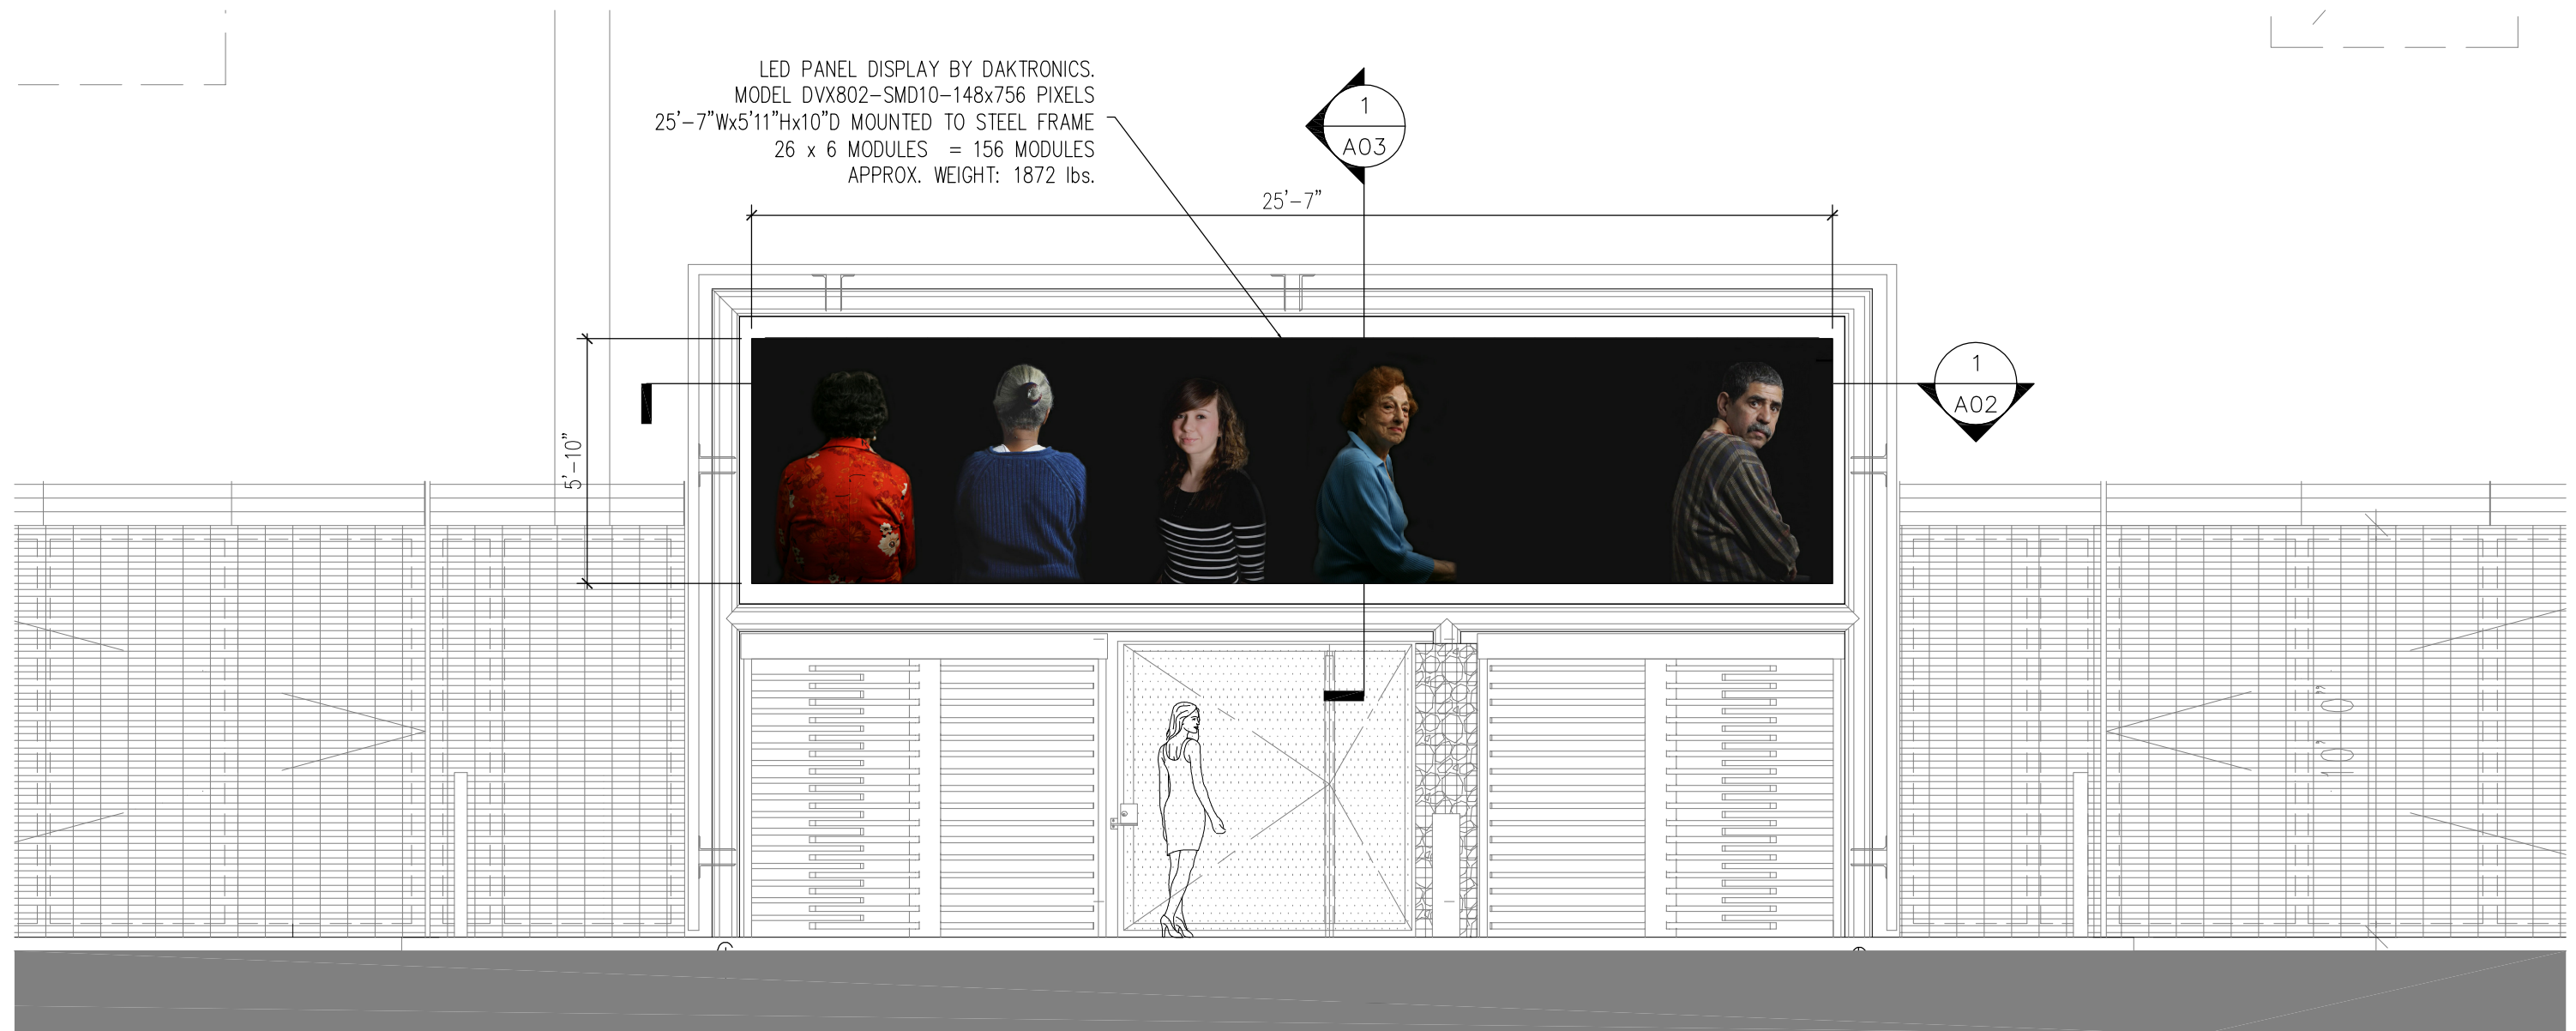 LED PANEL DISPLAY BY DAKTRONICS.
MODEL DVX802-SMD10-148x756 PIXELS
25'-7"Wx5'11"Hx10"D MOUNTED TO STEEL FRAME
26 x 6 MODULES = 156 MODULES
APPROX. WEIGHT: 1872 lbs.
1
A03
25'-7"
1
A02
5'-10"
10'0"